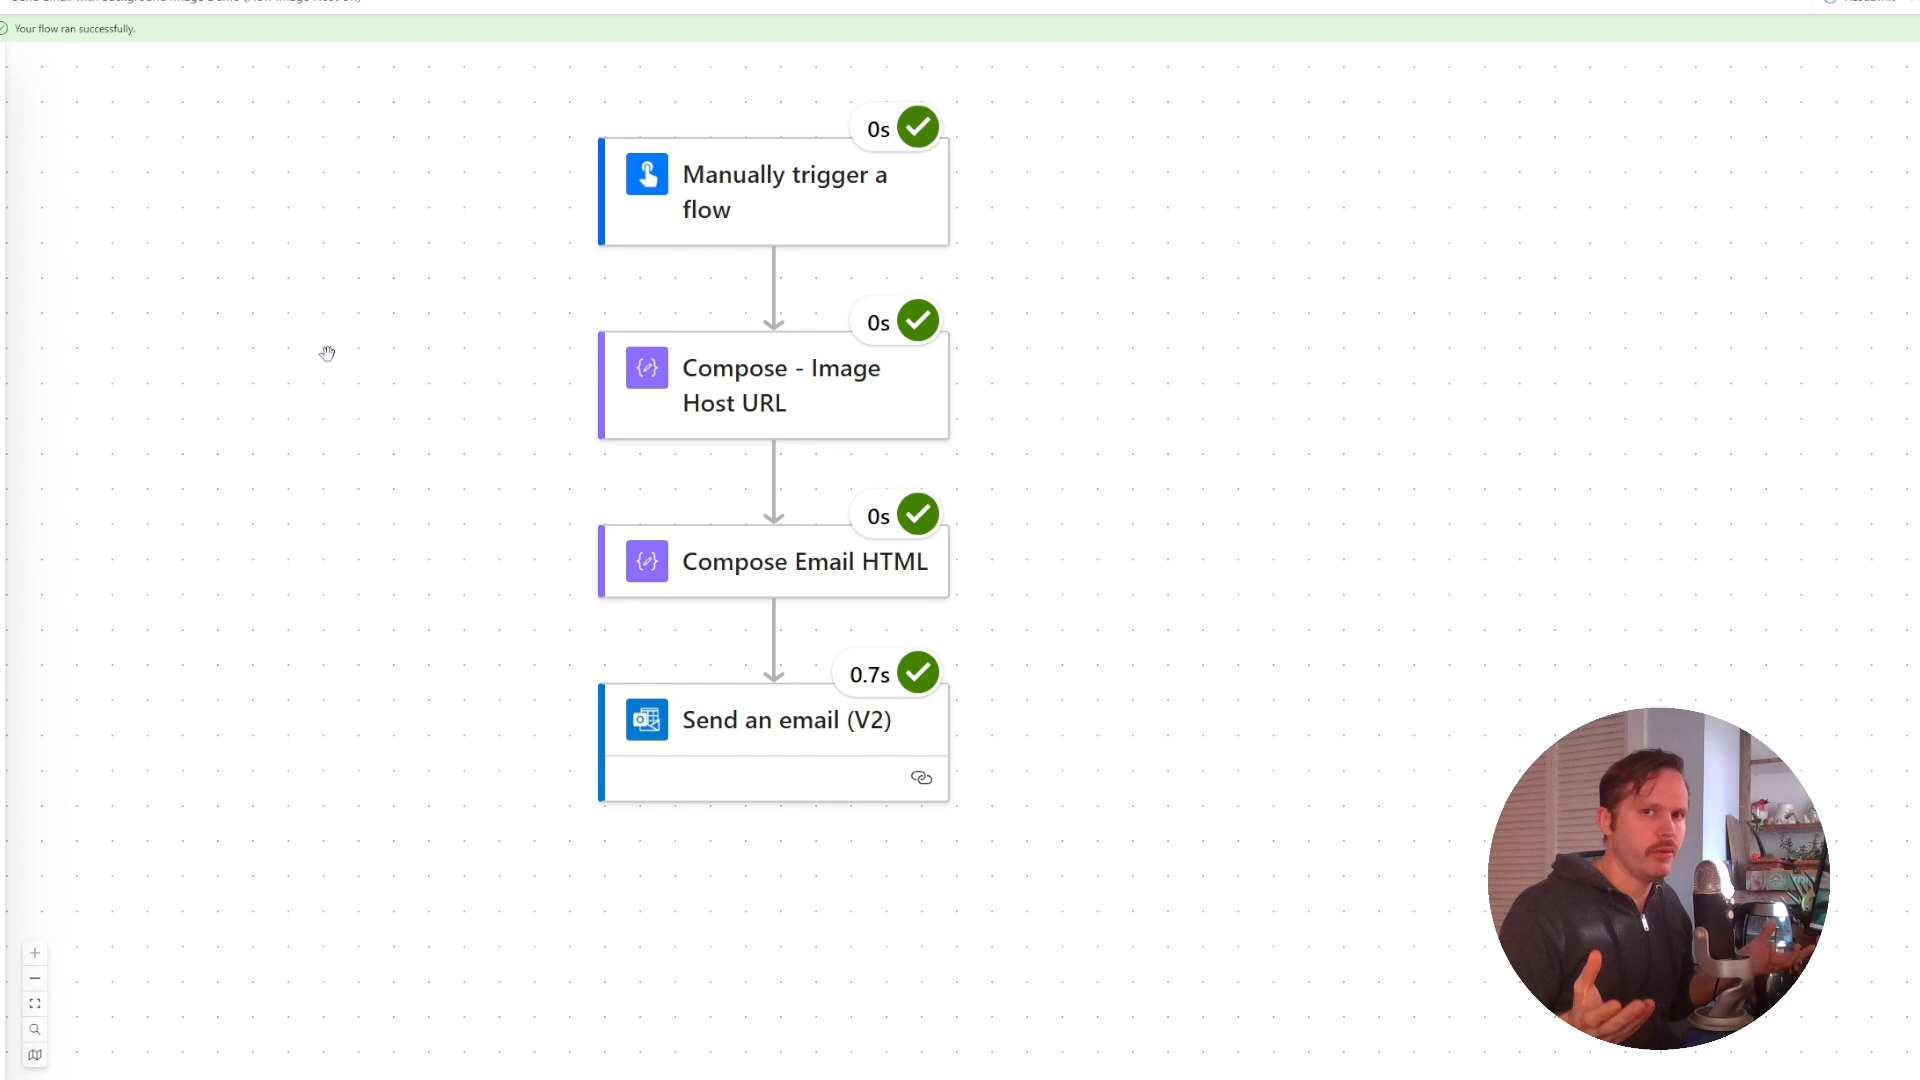 Your flow ran successfully.
0s
Manually trigger a
flow
0s
Compose - Image
Host URL
0s
Compose Email HTML
0.7s
Send an email (V2)